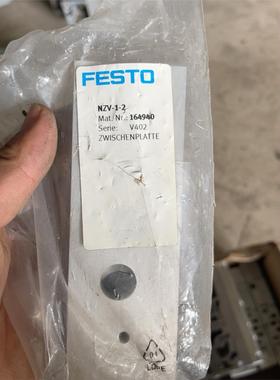 FESTO
NZV-1-2
Mat. Nr.: 164940
Serie: V402
ZWISCHENPLATTE
04
LDPE